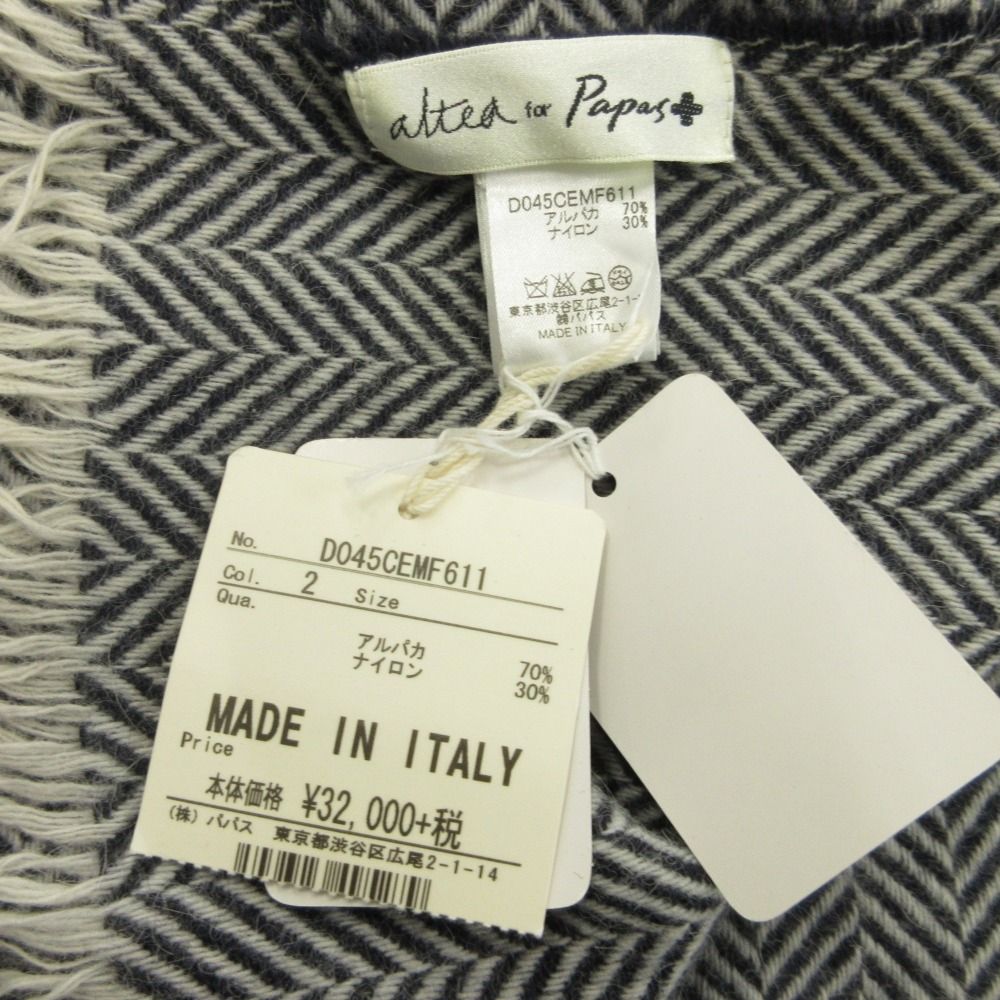 altea for Papas+
D045CEMF611
アルパカ 70%
ナイロン 30%
東京都渋谷区広尾2-1-
㈱パパス
MADE IN ITALY
No. D045CEMF611
Col. 2 Size
Qua.
アルパカ 70%
ナイロン 30%
MADE IN ITALY
Price
本体価格 ¥32,000+税
(株) パパス 東京都渋谷区広尾2-1-14